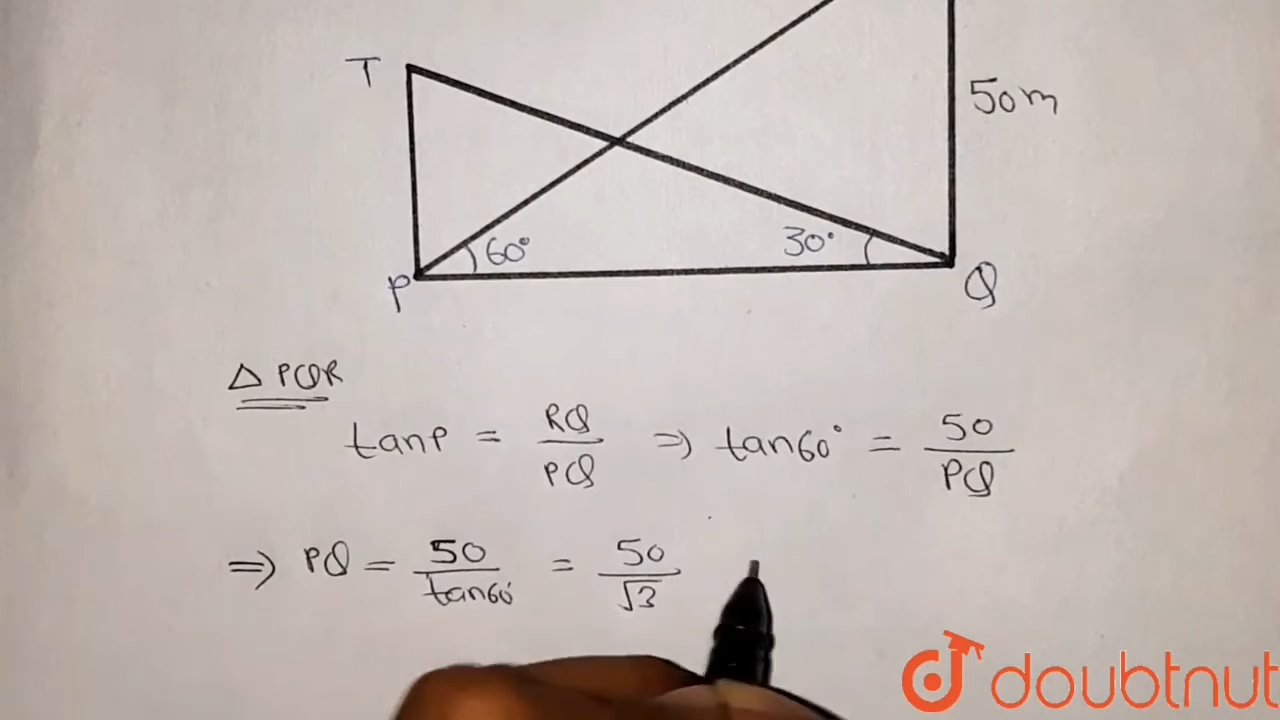 T
50m
60°
30°
P
Q
△ PQR
tanP = RQ/PQ ⇒ tan60° = 50/PQ
⇒ PQ = 50/tan60° = 50/√3
doubtnut